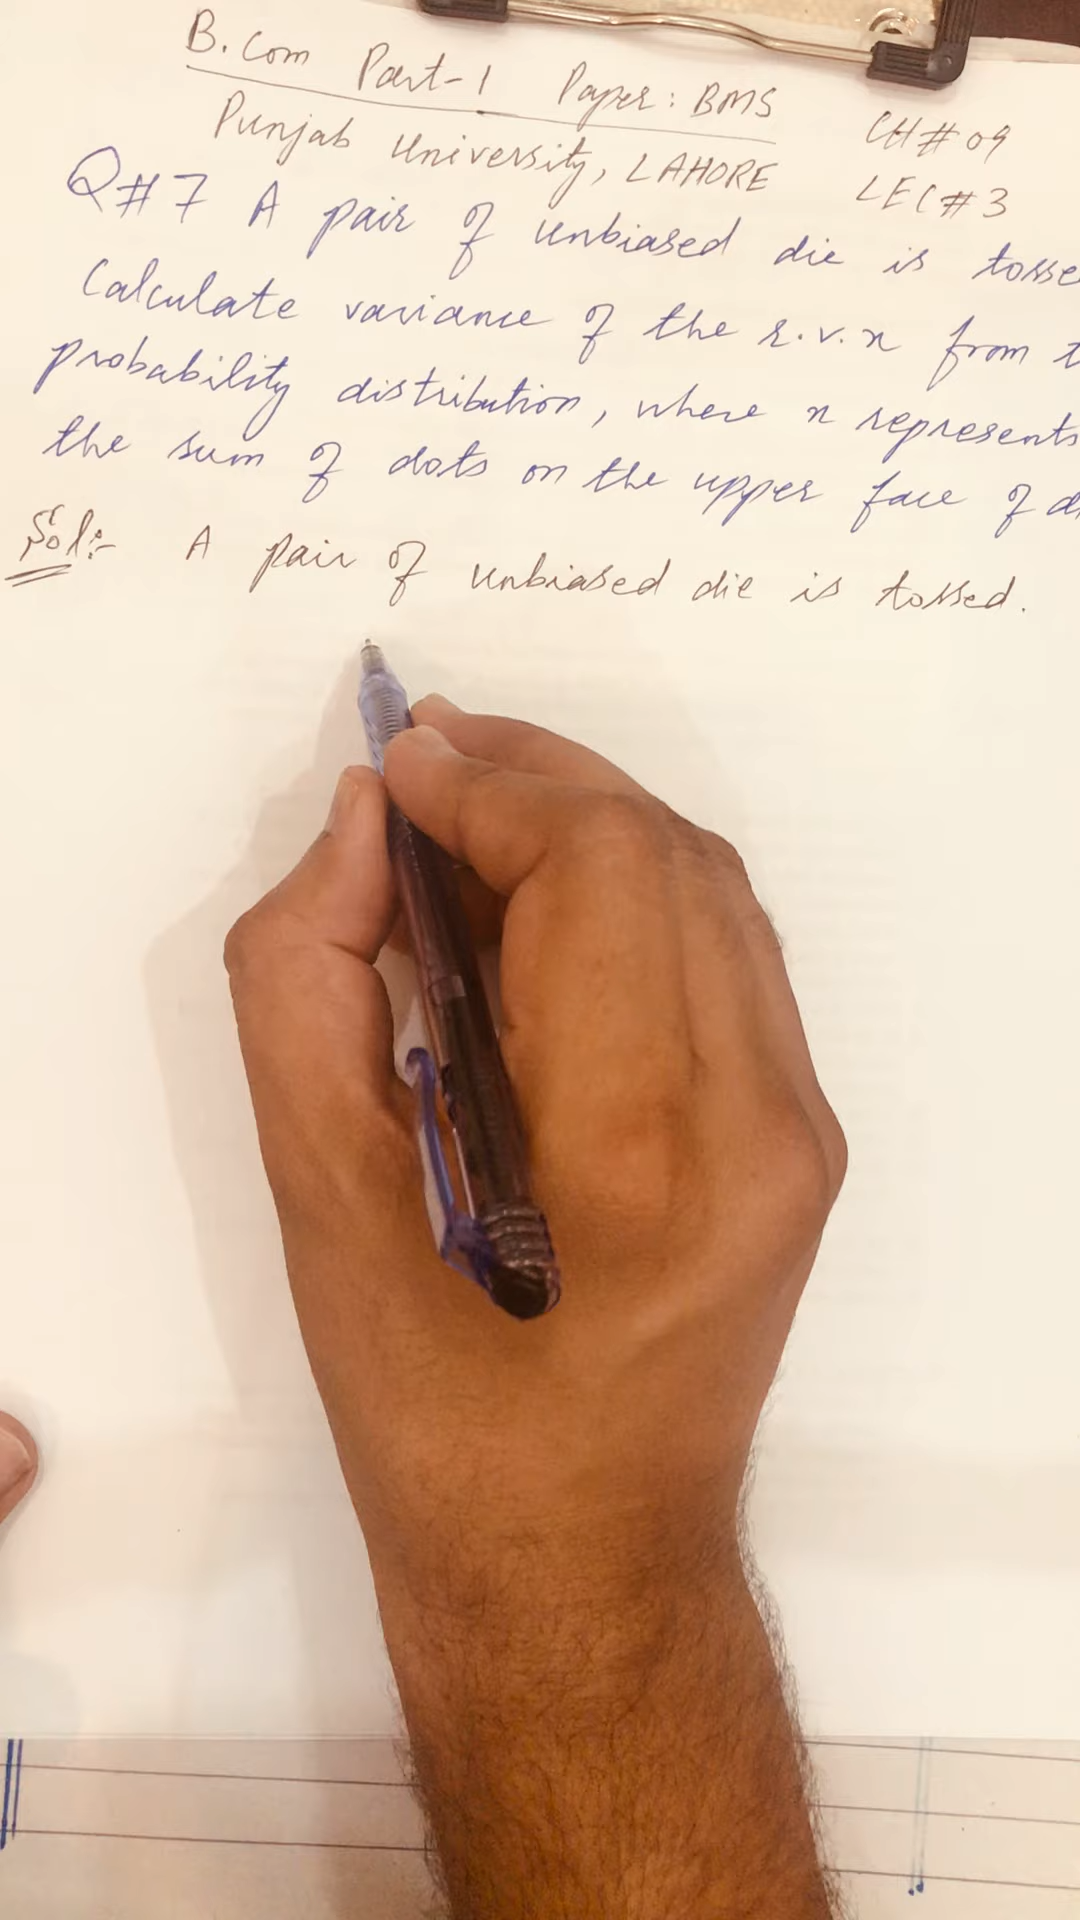 B.Com Part-1 Paper: BMS
Punjab University, LAHORE
CH# 09
LEC#3
Q#7 A pair of unbiased die is tosse
Calculate variance of the r.v.x from t
probability distribution, where x represents
the sum of dots on the upper face of d
Sol:- A pair of unbiased die is tossed.